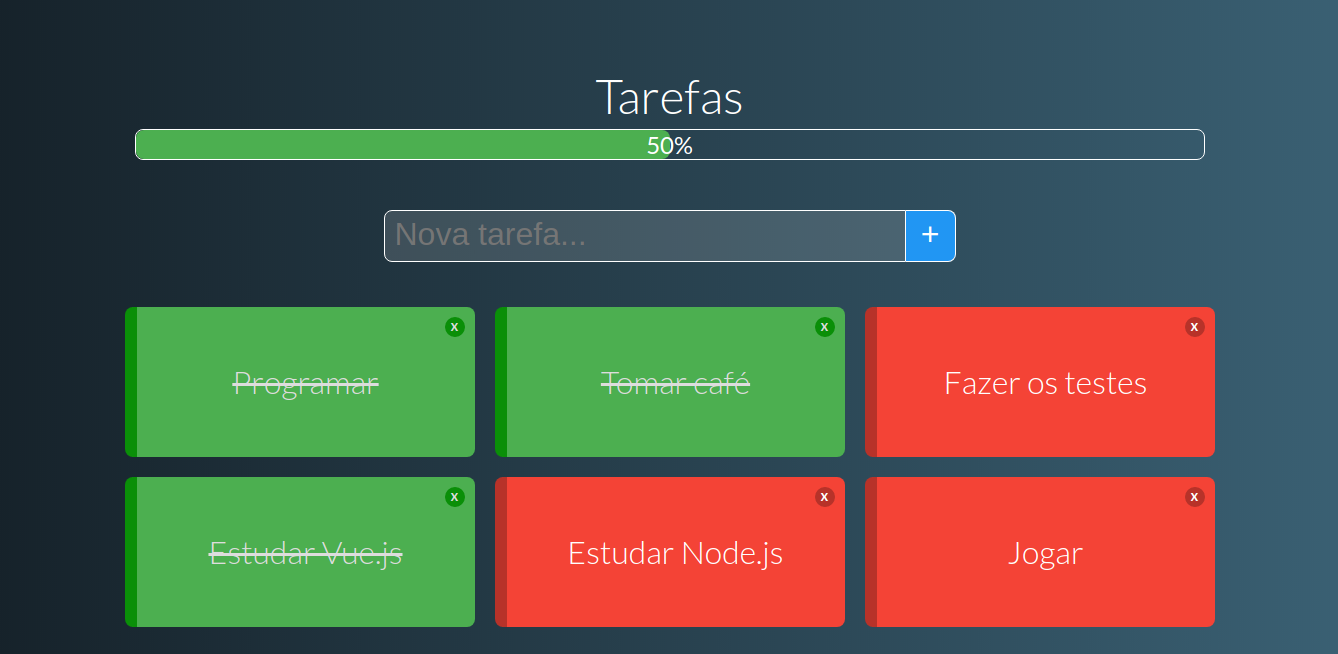 Tarefas
50%
Nova tarefa...
+
x
Programar
x
Tomar café
x
Fazer os testes
x
Estudar Vue.js
x
Estudar Node.js
x
Jogar